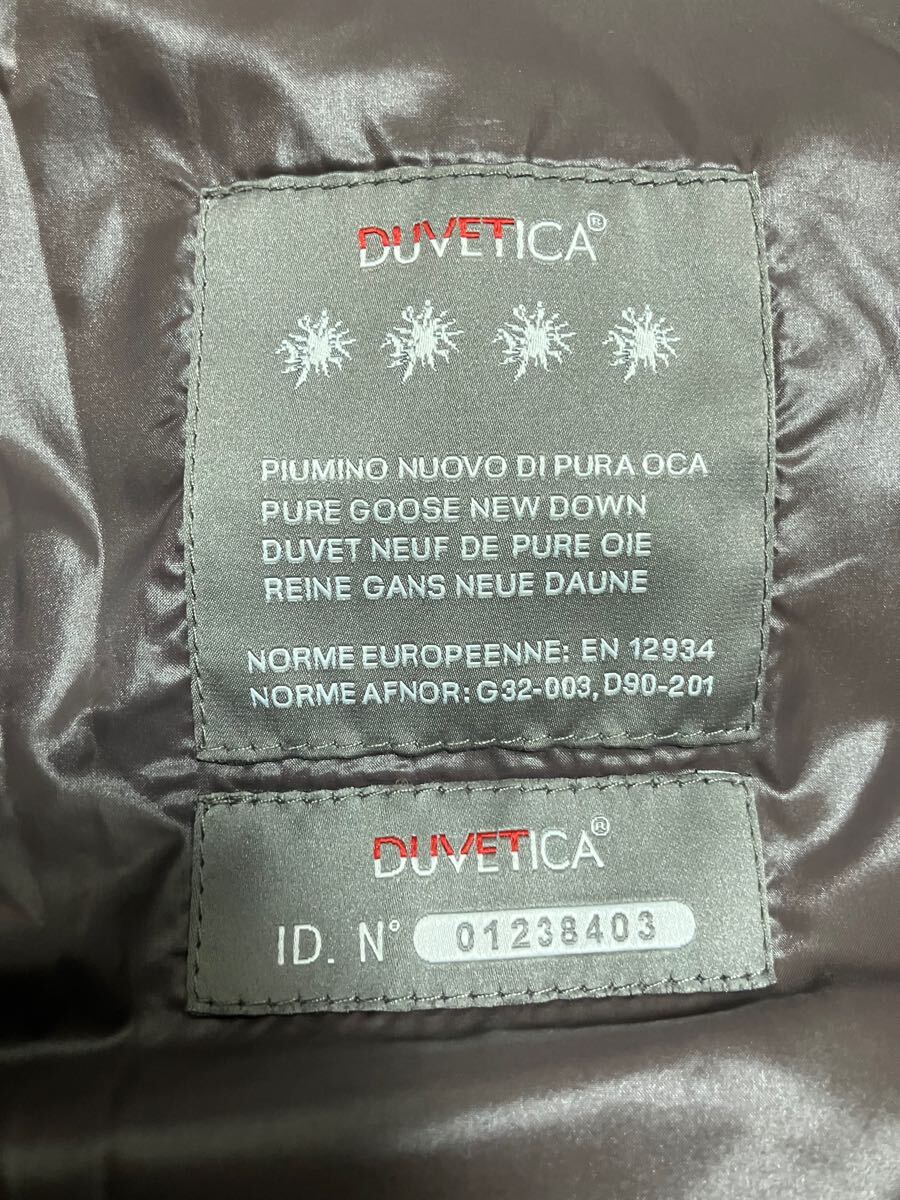 DUVETICA®
PIUMINO NUOVO DI PURA OCA
PURE GOOSE NEW DOWN
DUVET NEUF DE PURE OIE
REINE GANS NEUE DAUNE
NORME EUROPEENNE: EN 12934
NORME AFNOR: G32-003, D90-201
DUVETICA®
ID. N° 01238403